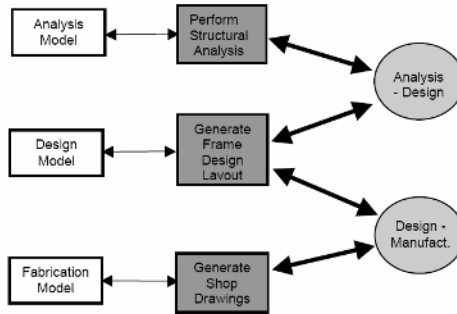 Analysis
Model
Perform
Structural
Analysis
Analysis
- Design
Design
Model
Generate
Frame
Design
Lavout
Design -
Manufact.
Fabrication
Model
Generate
Shop
Drawings